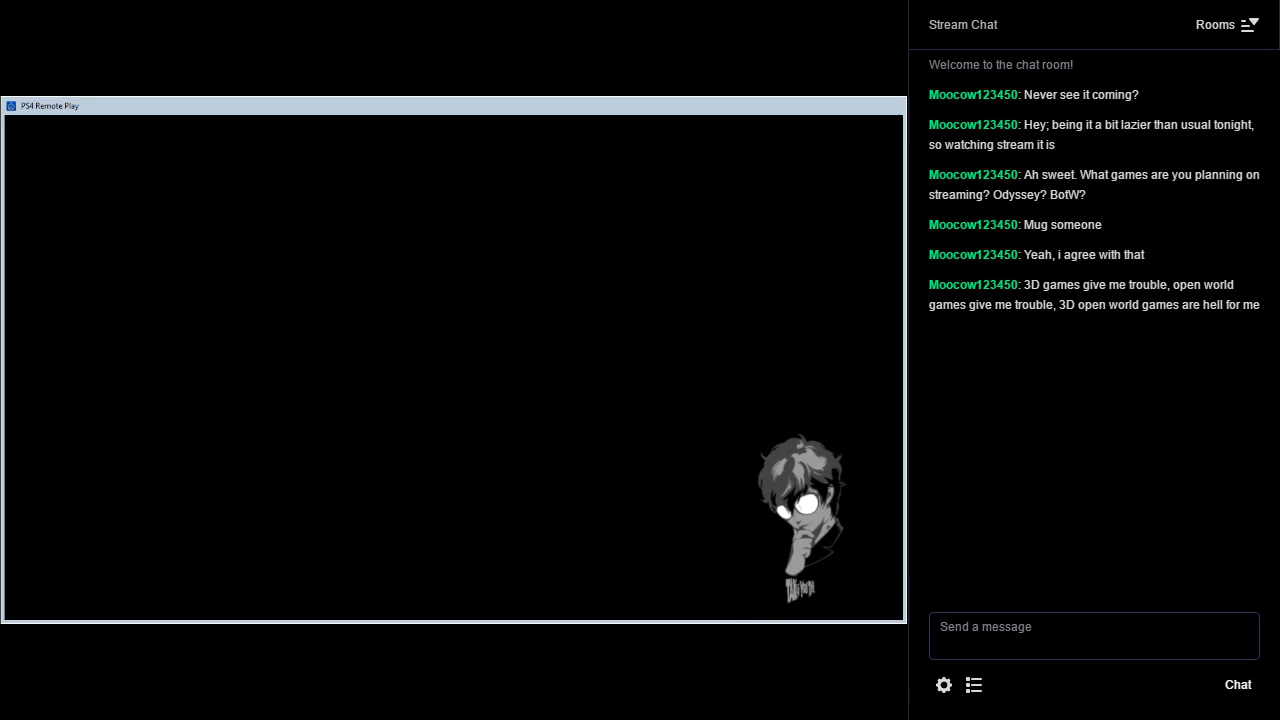 Stream Chat
Rooms
Welcome to the chat room!
PS4 Remote Play
Moocow123450: Never see it coming?
Moocow123450: Hey; being it a bit lazier than usual tonight,
so watching stream it is
Moocow123450: Ah sweet. What games are you planning on
streaming? Odyssey? BotW?
Moocow123450: Mug someone
Moocow123450: Yeah, i agree with that
Moocow123450: 3D games give me trouble, open world
games give me trouble, 3D open world games are hell for me
Send a message
Chat